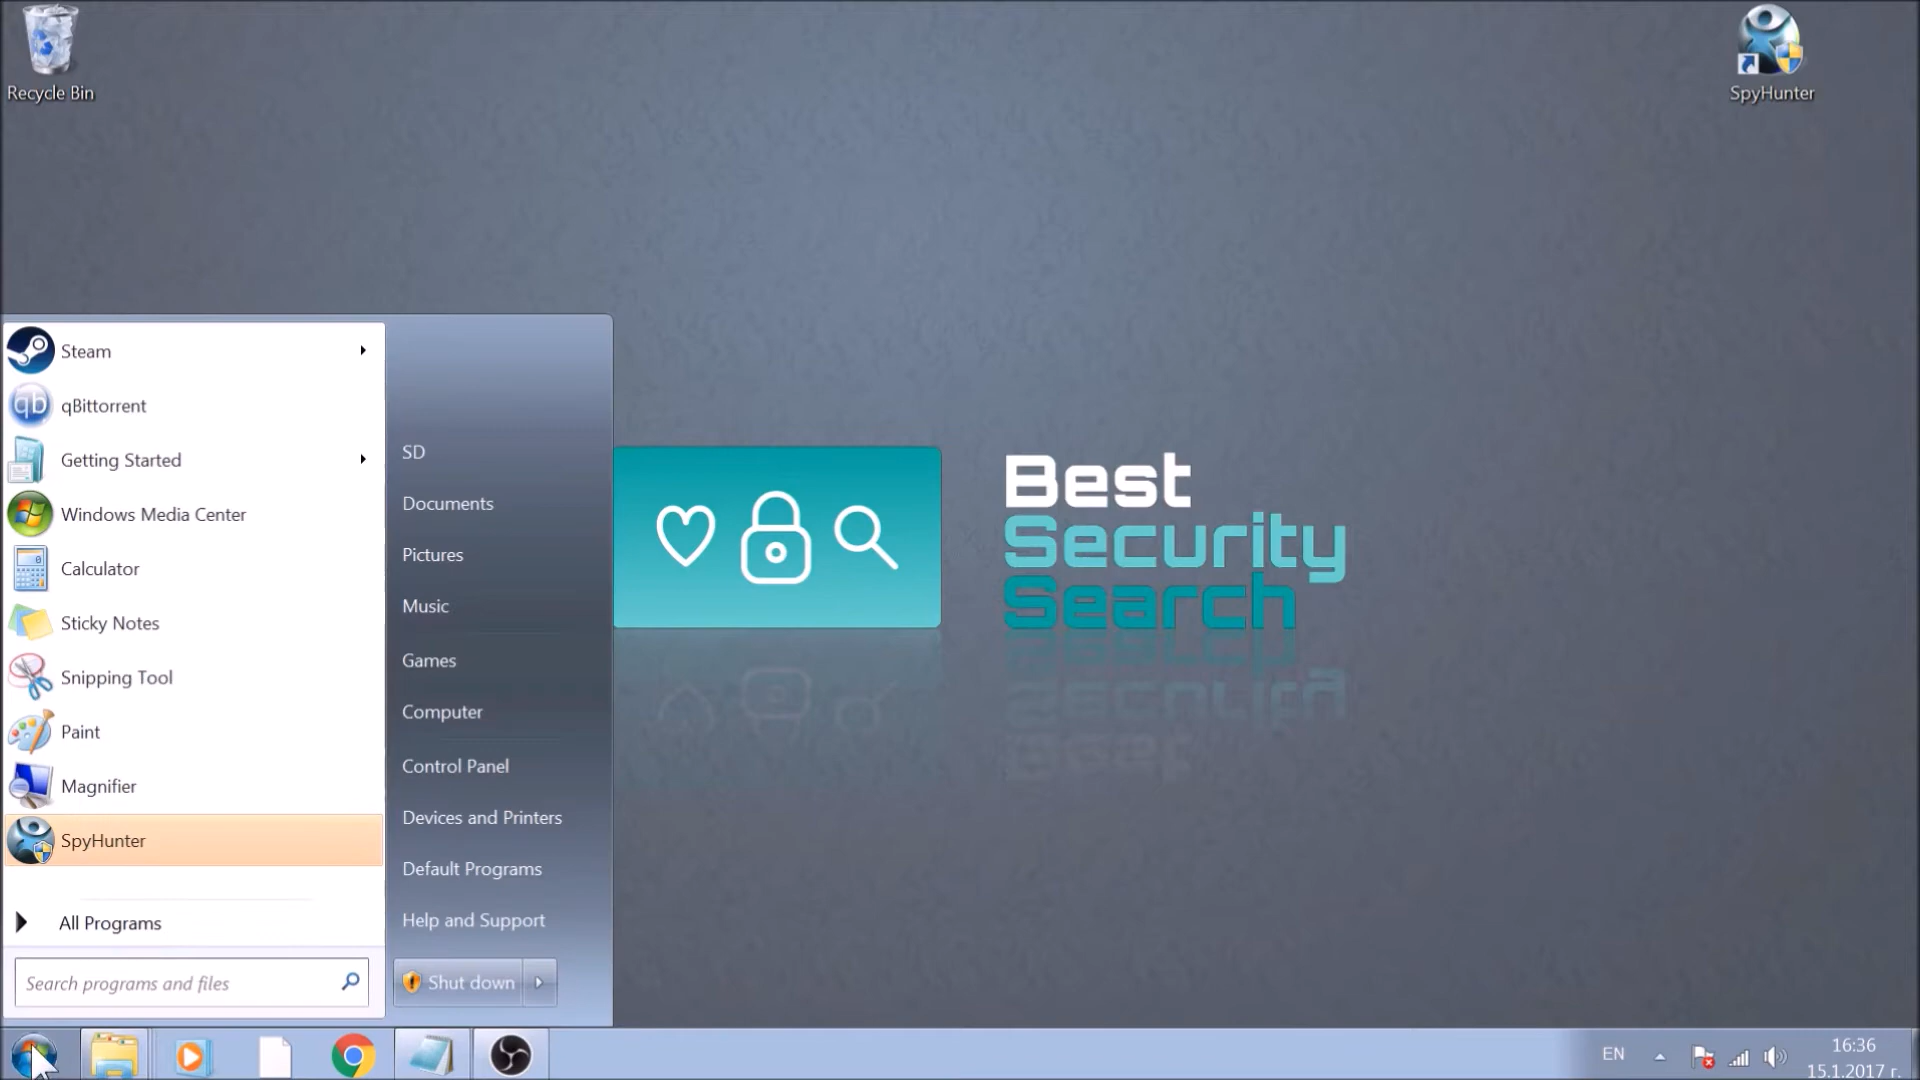 Recycle Bin
SpyHunter
Steam
qBittorrent
Getting Started
Windows Media Center
Calculator
Sticky Notes
Snipping Tool
Paint
Magnifier
SpyHunter
All Programs
Search programs and files
SD
Documents
Pictures
Music
Games
Computer
Control Panel
Devices and Printers
Default Programs
Help and Support
Shut down
Best
Security
Search
EN
16:36
15.1.2017 г.